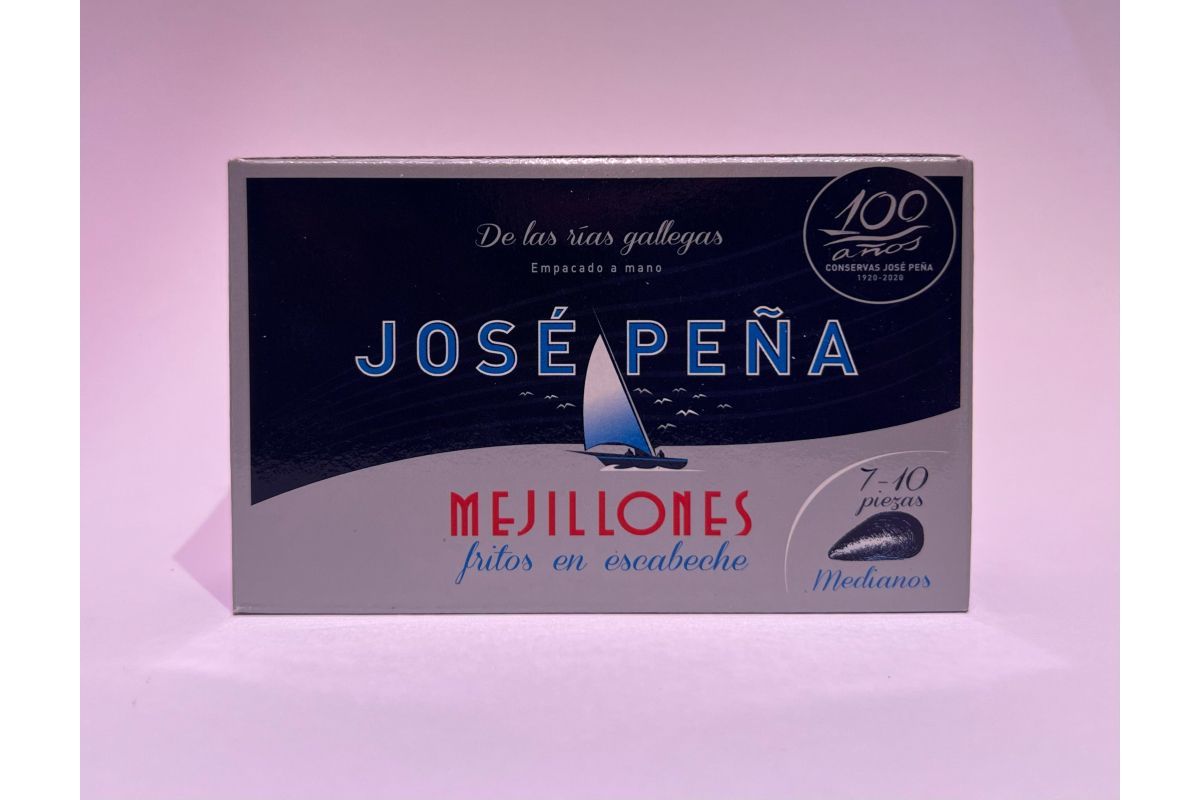 De las rías gallegas
Empacado a mano
100
años
CONSERVAS JOSÉ PEÑA
1920-2020
JOSÉ PEÑA
MEJILLONES
fritos en escabeche
7-10
piezas
Medianos